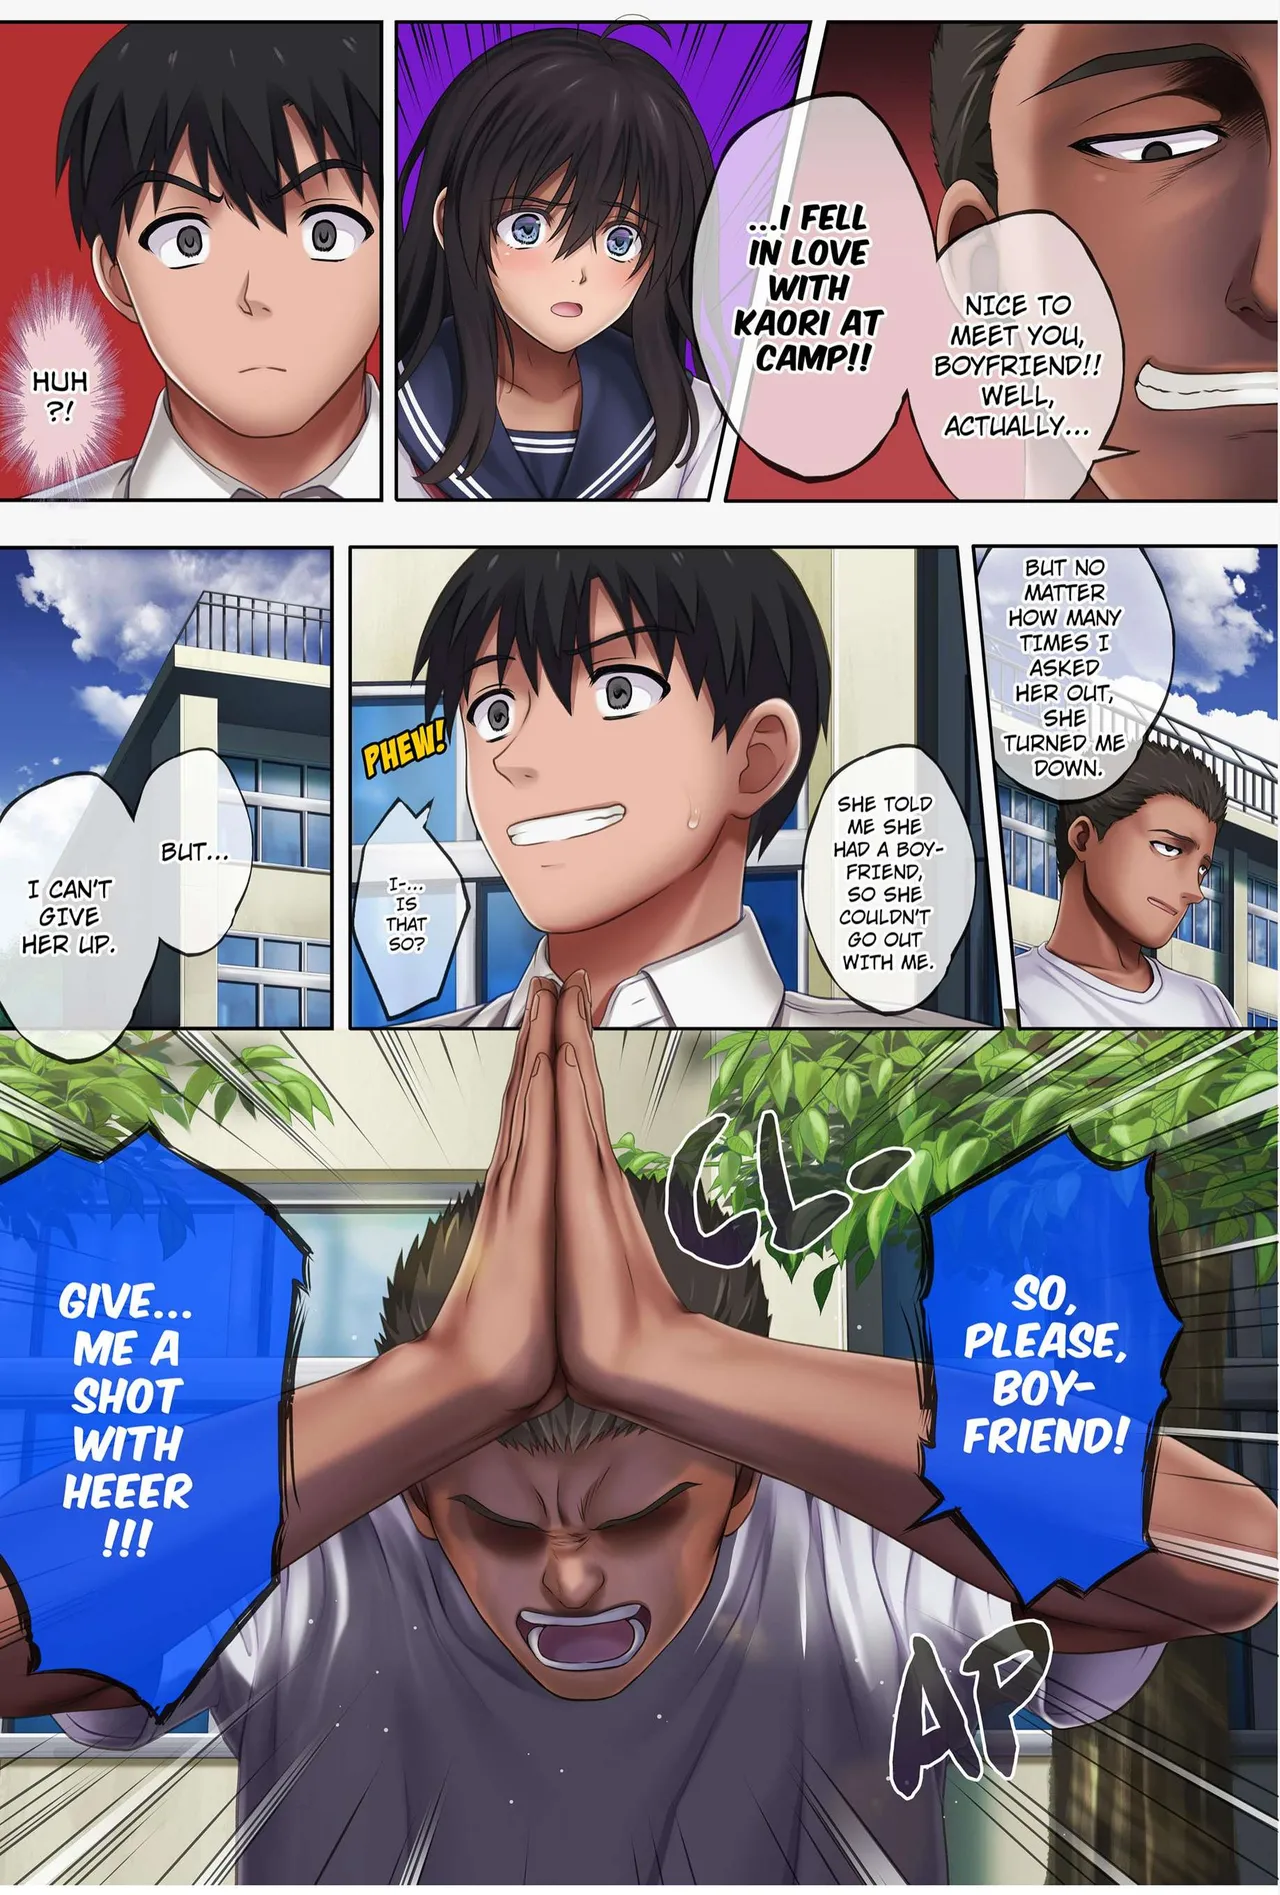 NICE TO
MEET YOU,
BOYFRIEND!!
WELL,
ACTUALLY...
...I FELL
IN LOVE
WITH
KAORI AT
CAMP!!
HUH
?!
BUT NO
MATTER
HOW MANY
TIMES I
ASKED
HER OUT,
SHE
TURNED ME
DOWN.
SHE TOLD
ME SHE
HAD A BOY-
FRIEND,
SO SHE
COULDN'T
GO OUT
WITH ME.
PHEW!
I-...
IS
THAT
SO?
BUT...
I CAN'T
GIVE
HER UP.
SO,
PLEASE,
BOY-
FRIEND!
CL-
AP
GIVE...
ME A
SHOT
WITH
HEEER
!!!